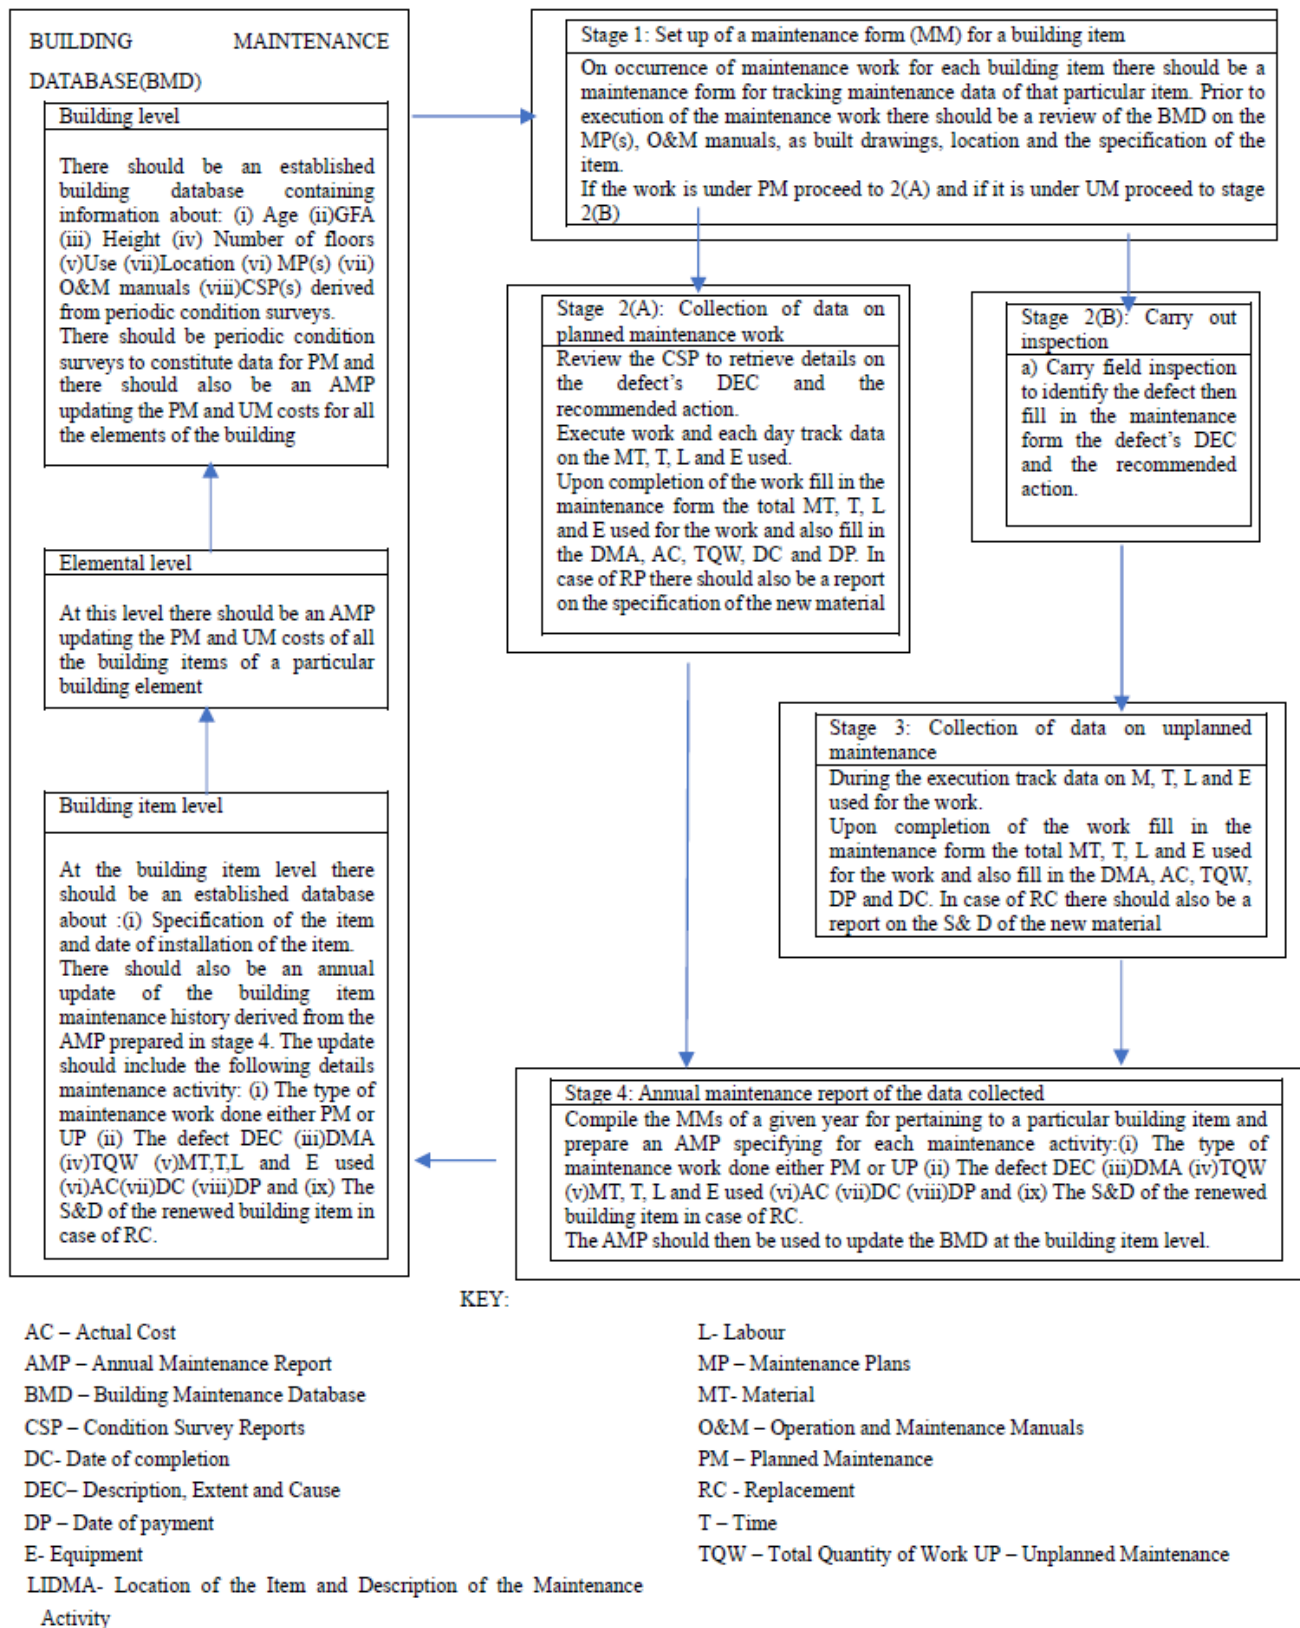 BUILDING MAINTENANCE
DATABASE(BMD)
Building level
There should be an established
building database containing
information about: (i) Age (ii)GFA
(iii) Height (iv) Number of floors
(v)Use (vii)Location (vi) MP(s) (vii)
O&M manuals (viii)CSP(s) derived
from periodic condition surveys.
There should be periodic condition
surveys to constitute data for PM and
there should also be an AMP
updating the PM and UM costs for all
the elements of the building
Elemental level
At this level there should be an AMP
updating the PM and UM costs of all
the building items of a particular
building element
Building item level
At the building item level there
should be an established database
about :(i) Specification of the item
and date of installation of the item.
There should also be an annual
update of the building item
maintenance history derived from the
AMP prepared in stage 4. The update
should include the following details
maintenance activity: (i) The type of
maintenance work done either PM or
UP (ii) The defect DEC (iii)DMA
(iv)TQW (v)MT,T,L and E used
(vi)AC(vii)DC (viii)DP and (ix) The
S&D of the renewed building item in
case of RC.
Stage 1: Set up of a maintenance form (MM) for a building item
On occurrence of maintenance work for each building item there should be a
maintenance form for tracking maintenance data of that particular item. Prior to
execution of the maintenance work there should be a review of the BMD on the
MP(s), O&M manuals, as built drawings, location and the specification of the
item.
If the work is under PM proceed to 2(A) and if it is under UM proceed to stage
2(B)
Stage 2(A): Collection of data on
planned maintenance work
Review the CSP to retrieve details on
the defect's DEC and the
recommended action.
Execute work and each day track data
on the MT, T, L and E used.
Upon completion of the work fill in the
maintenance form the total MT, T, L
and E used for the work and also fill in
the DMA, AC, TQW, DC and DP. In
case of RP there should also be a report
on the specification of the new material
Stage 2(B): Carry out
inspection
a) Carry field inspection
to identify the defect then
fill in the maintenance
form the defect's DEC
and the recommended
action.
Stage 3: Collection of data on unplanned
maintenance
During the execution track data on M, T, L and E
used for the work.
Upon completion of the work fill in the
maintenance form the total MT, T, L and E used
for the work and also fill in the DMA, AC, TQW,
DP and DC. In case of RC there should also be a
report on the S& D of the new material
Stage 4: Annual maintenance report of the data collected
Compile the MMs of a given year for pertaining to a particular building item and
prepare an AMP specifying for each maintenance activity:(i) The type of
maintenance work done either PM or UP (ii) The defect DEC (iii)DMA (iv)TQW
(v)MT, T, L and E used (vi)AC (vii)DC (viii)DP and (ix) The S&D of the renewed
building item in case of RC.
The AMP should then be used to update the BMD at the building item level.
KEY:
AC – Actual Cost
AMP – Annual Maintenance Report
BMD – Building Maintenance Database
CSP – Condition Survey Reports
DC- Date of completion
DEC– Description, Extent and Cause
DP – Date of payment
E- Equipment
LIDMA- Location of the Item and Description of the Maintenance
Activity
L- Labour
MP – Maintenance Plans
MT- Material
O&M – Operation and Maintenance Manuals
PM – Planned Maintenance
RC - Replacement
T – Time
TQW – Total Quantity of Work UP – Unplanned Maintenance